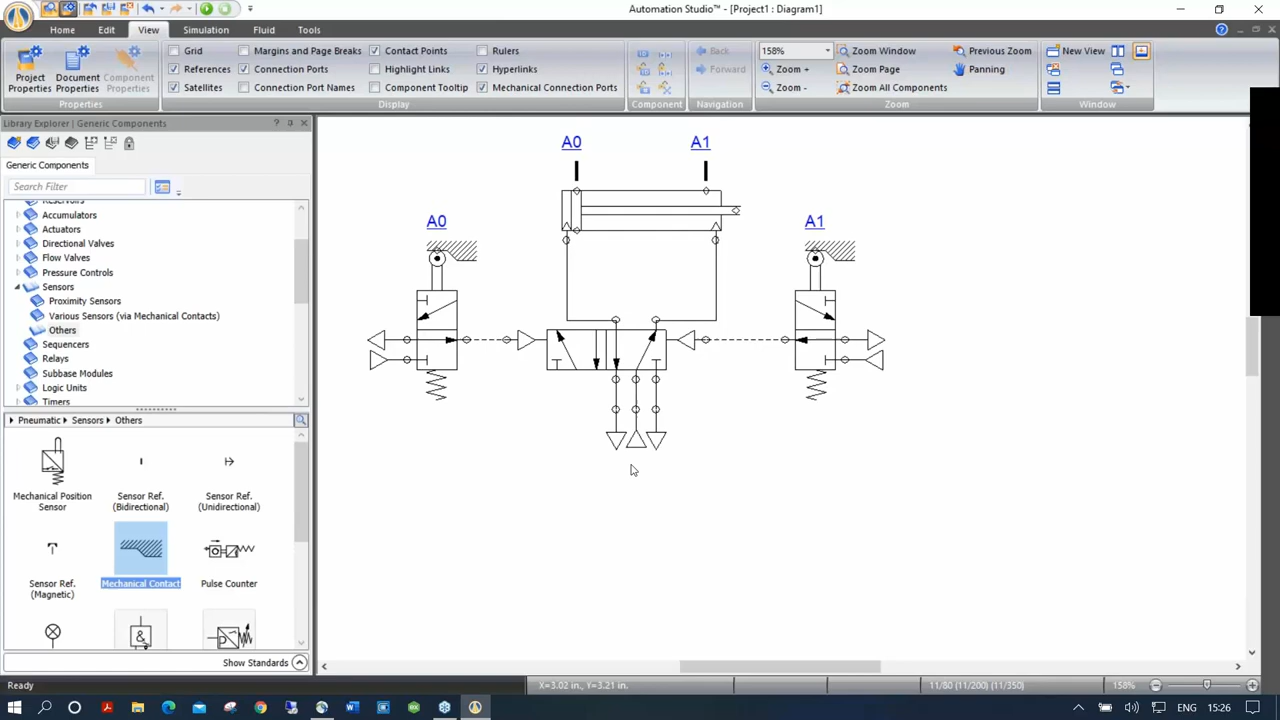 Automation Studio™ - [Project1 : Diagram1]
Home Edit View Simulation Fluid Tools
Grid Margins and Page Breaks Contact Points Rulers
References Connection Ports Highlight Links Hyperlinks
Satellites Connection Port Names Component Tooltip Mechanical Connection Ports
Project Properties
Document Properties
Component Properties
Back
Forward
158% Zoom Window Previous Zoom
Zoom + Zoom Page Panning
Zoom - Zoom All Components
New View
Properties Display Component Navigation Zoom Window
Library Explorer | Generic Components
Generic Components
Search Filter
Reservoirs
Accumulators
Actuators
Directional Valves
Flow Valves
Pressure Controls
Sensors
Proximity Sensors
Various Sensors (via Mechanical Contacts)
Others
Sequencers
Relays
Subbase Modules
Logic Units
Timers
Pneumatic Sensors Others
Mechanical Position Sensor
Sensor Ref. (Bidirectional)
Sensor Ref. (Unidirectional)
Sensor Ref. (Magnetic)
Mechanical Contact
Pulse Counter
&
Show Standards
A0 A1
A0 A1
Ready X=3.02 in., Y=3.21 in. 11/80 (11/200) (11/350) 158%
15:26